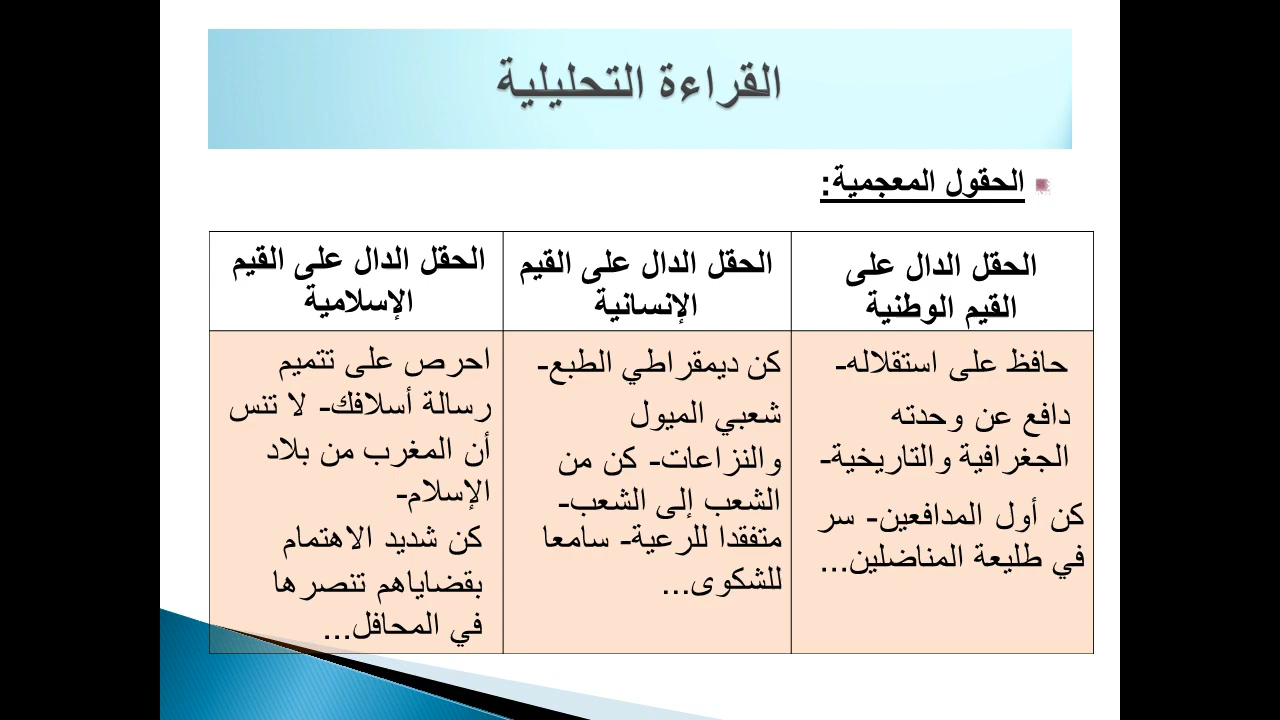 القراءة التحليلية
الحقول المعجمية:
الحقل الدال على
القيم الوطنية
الحقل الدال على القيم
الإنسانية
الحقل الدال على القيم
الإسلامية
حافظ على استقلاله-
دافع عن وحدته
الجغرافية والتاريخية-
كن أول المدافعين- سر
في طليعة المناضلين...
كن ديمقراطي الطبع-
شعبي الميول
والنزاعات- كن من
الشعب إلى الشعب-
متفقدا للرعية- سامعا
للشكوى...
احرص على تتميم
رسالة أسلافك- لا تنس
أن المغرب من بلاد
الإسلام-
كن شديد الاهتمام
بقضاياهم تنصرها
في المحافل...